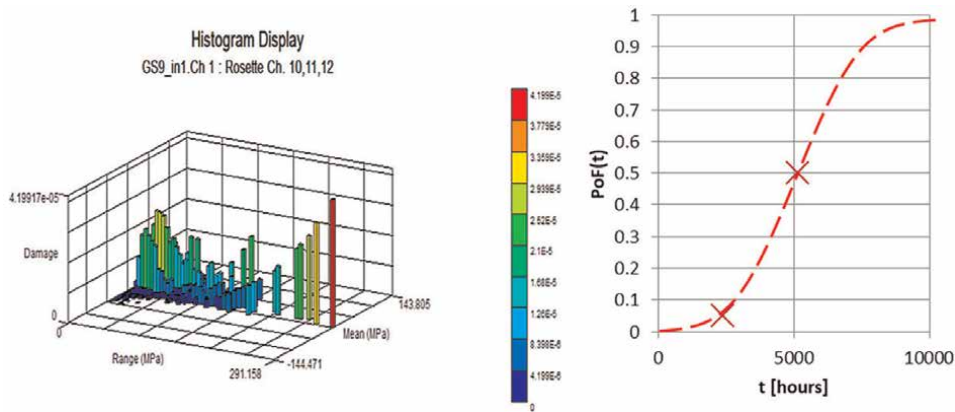 Histogram Display
GS9_in1.Ch 1 : Rosette Ch. 10,11,12
4.19917e-05
Damage
0
0
Range (MPa)
291.158
-144.471
Mean (MPa)
143.805
4.199E-5
3.779E-5
3.359E-5
2.939E-5
2.52E-5
2.1E-5
1.68E-5
1.26E-5
8.398E-6
4.199E-6
0
PoF(t)
1
0.9
0.8
0.7
0.6
0.5
0.4
0.3
0.2
0.1
0
0
5000
10000
t [hours]